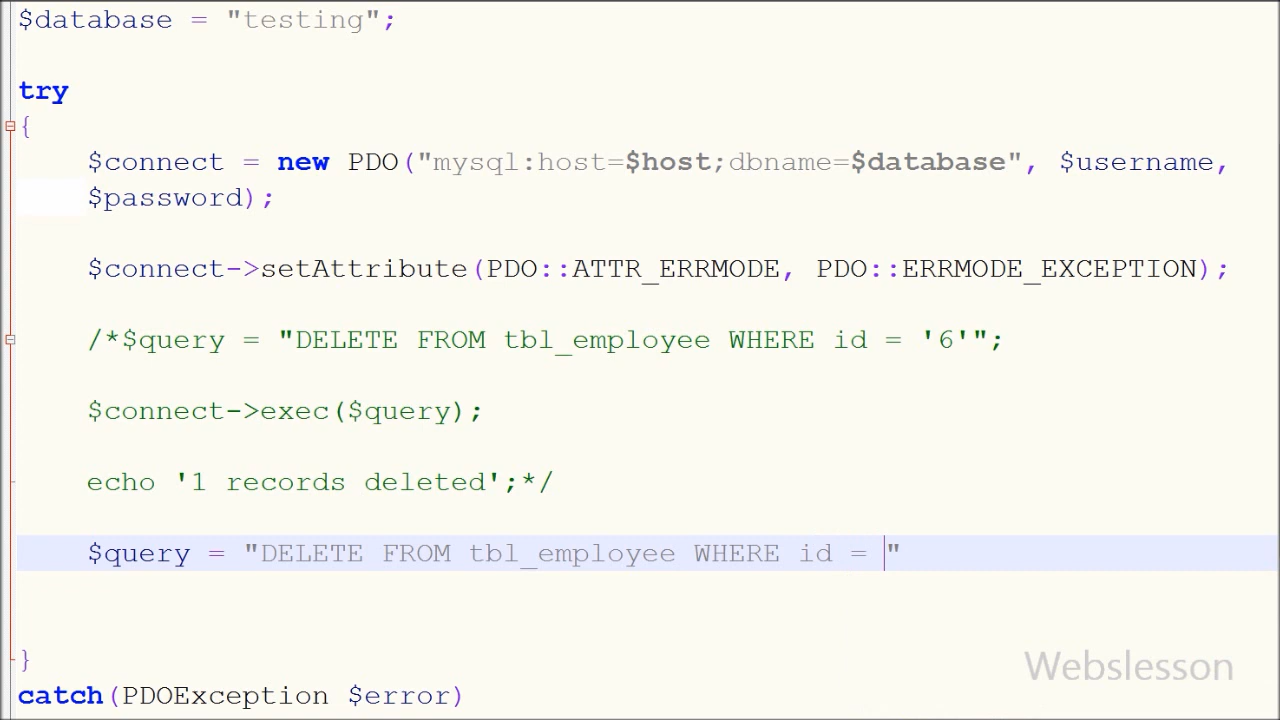 $database = "testing";
try
{
$connect = new PDO("mysql:host=$host;dbname=$database", $username,
$password);
$connect->setAttribute(PDO::ATTR_ERRMODE, PDO::ERRMODE_EXCEPTION);
/*$query = "DELETE FROM tbl_employee WHERE id = '6'";
$connect->exec($query);
echo '1 records deleted';*/
$query = "DELETE FROM tbl_employee WHERE id = "
}
Webslesson
catch(PDOException $error)